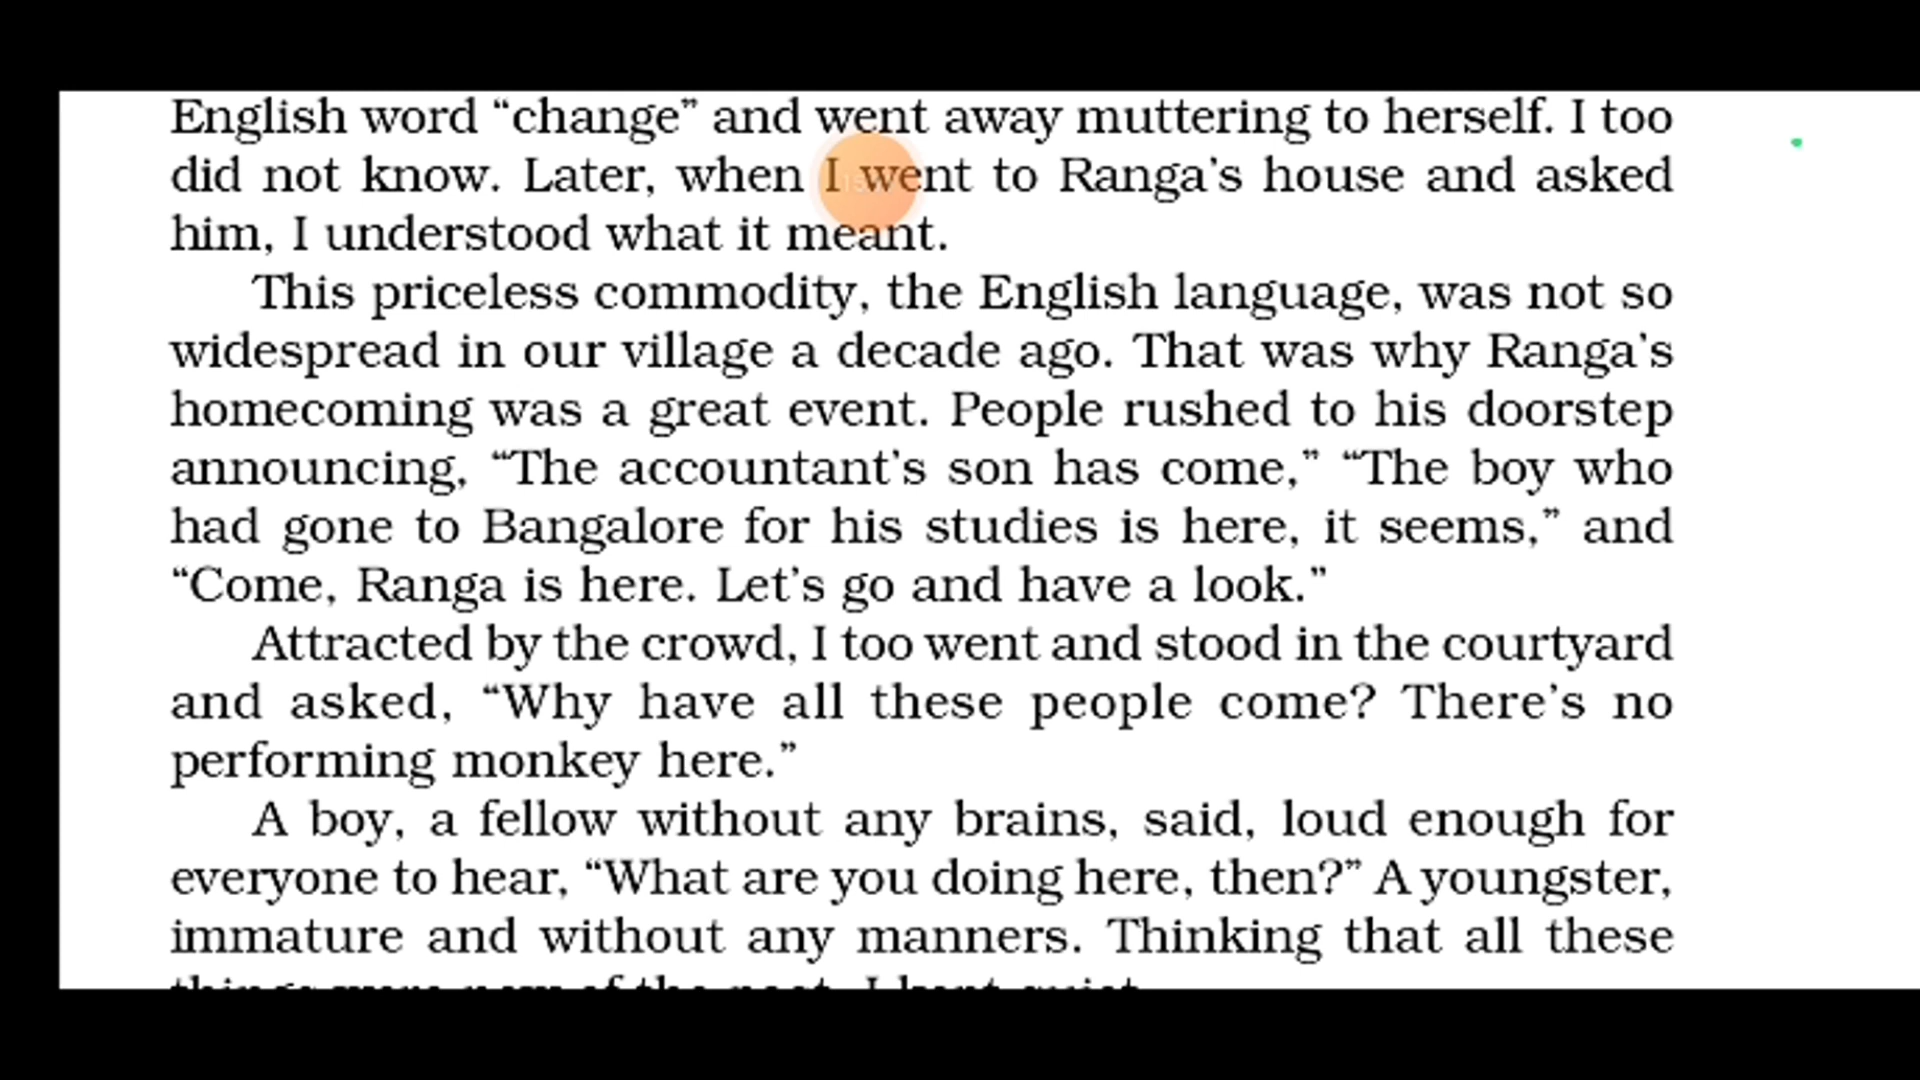 English word “change” and went away muttering to herself. I too
did not know. Later, when I went to Ranga’s house and asked
him, I understood what it meant.
This priceless commodity, the English language, was not so
widespread in our village a decade ago. That was why Ranga’s
homecoming was a great event. People rushed to his doorstep
announcing, “The accountant’s son has come,” “The boy who
had gone to Bangalore for his studies is here, it seems,” and
“Come, Ranga is here. Let’s go and have a look.”
Attracted by the crowd, I too went and stood in the courtyard
and asked, “Why have all these people come? There’s no
performing monkey here.”
A boy, a fellow without any brains, said, loud enough for
everyone to hear, “What are you doing here, then?” A youngster,
immature and without any manners. Thinking that all these